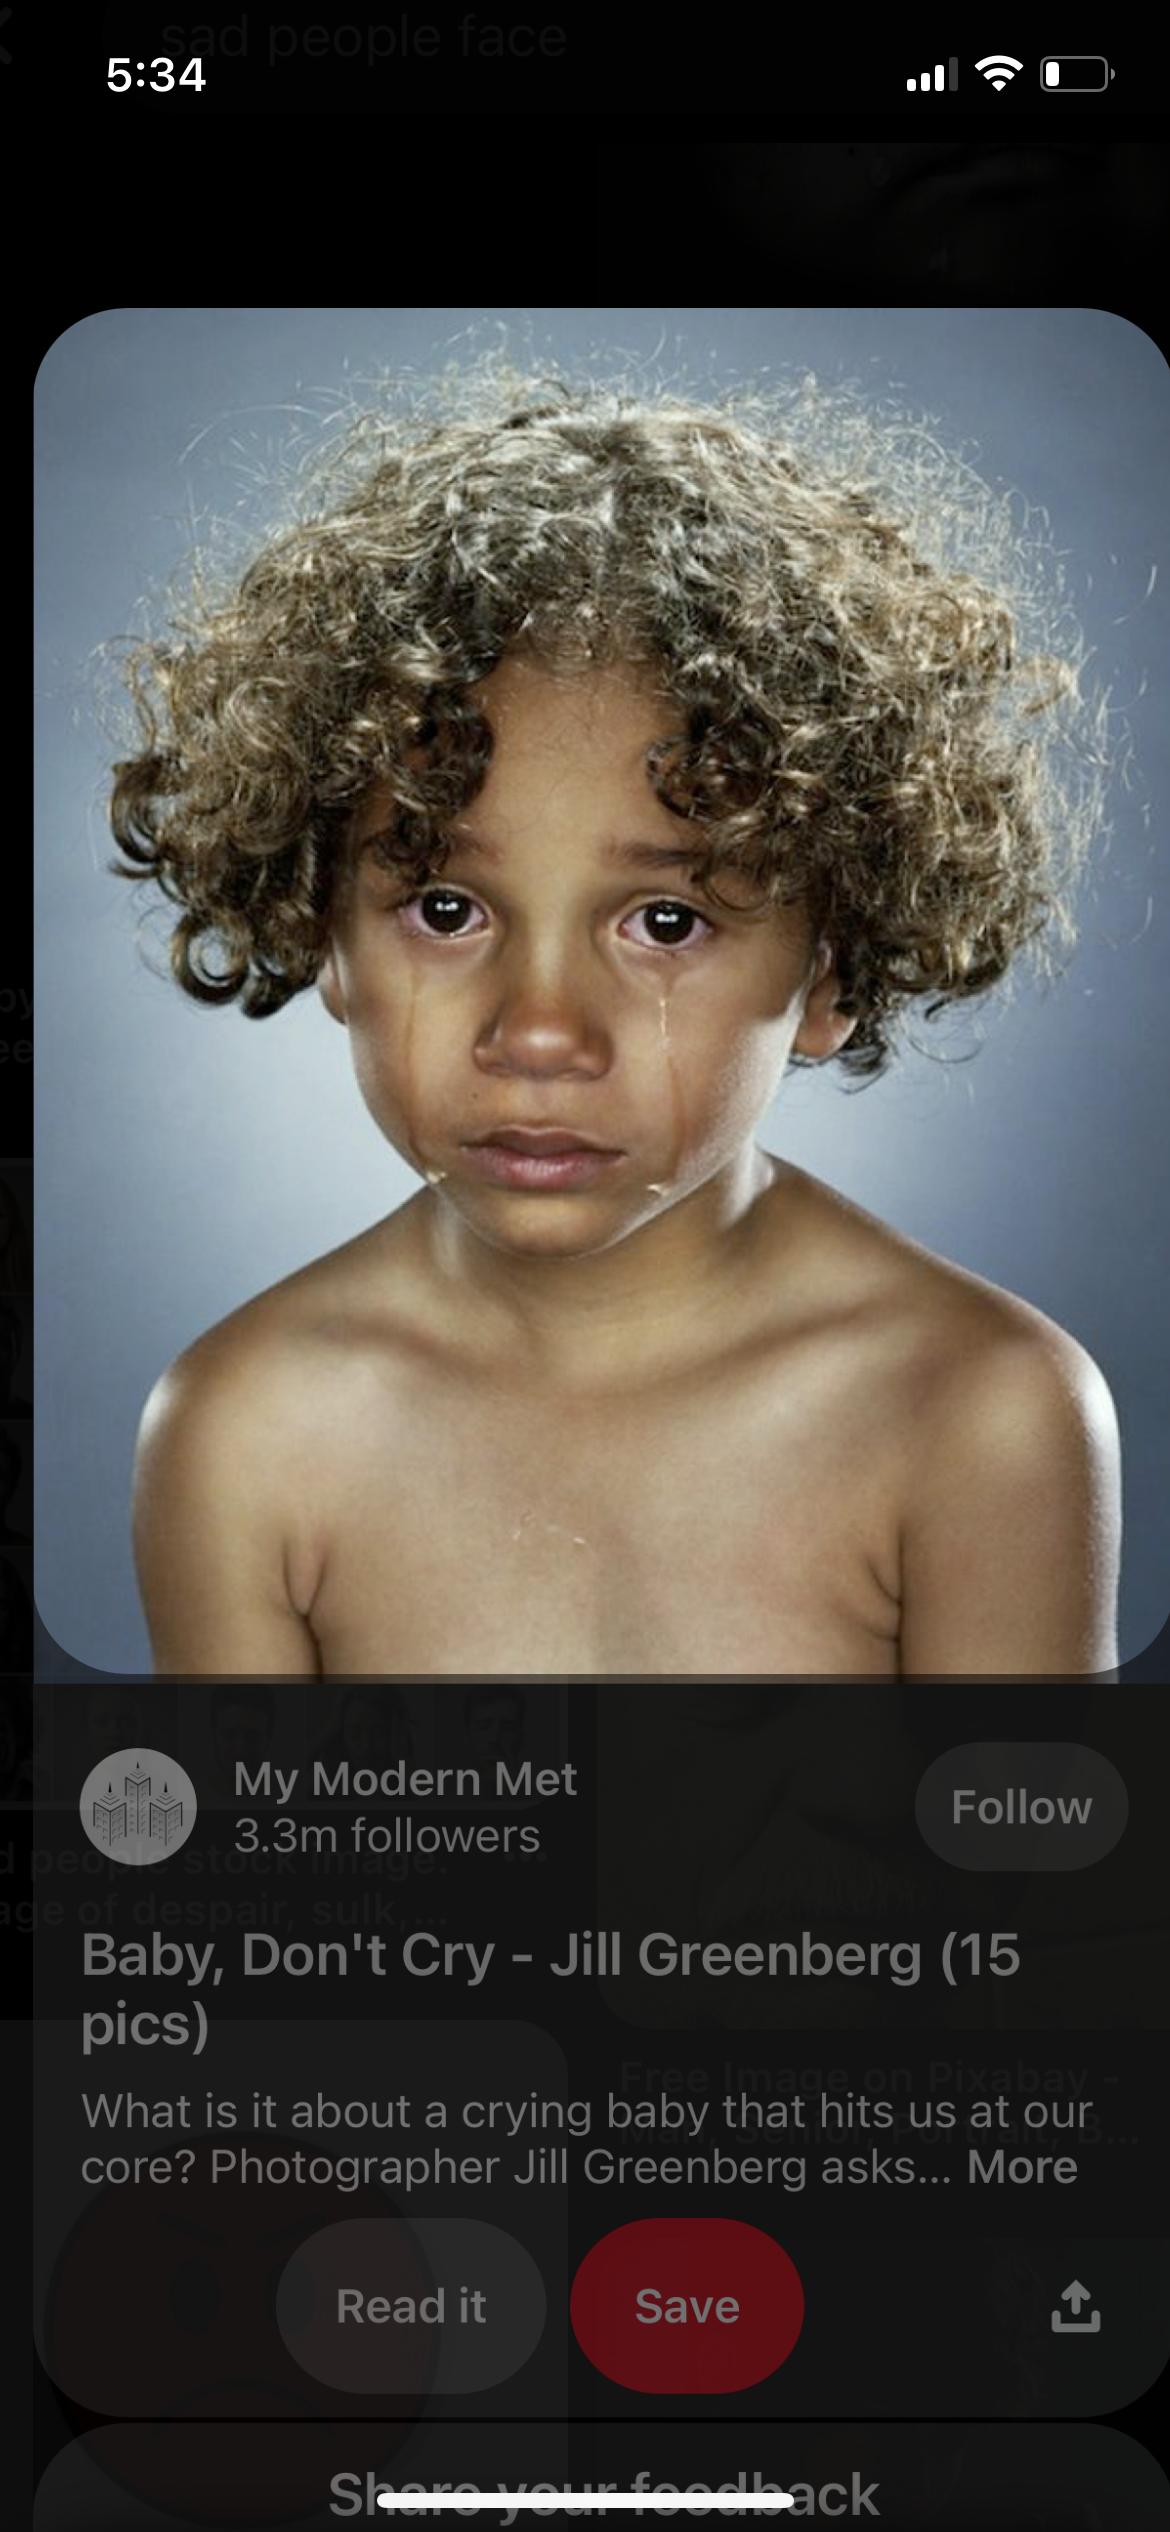 sad people face
5:34
by
ee
My Modern Met
3.3m followers
Follow
d people stock image.
age of despair, sulk,...
Baby, Don't Cry - Jill Greenberg (15
pics)
Free Image on Pixabay -
Man, Senior, Portrait, B...
What is it about a crying baby that hits us at our
core? Photographer Jill Greenberg asks... More
Read it
Save
Share your feedback